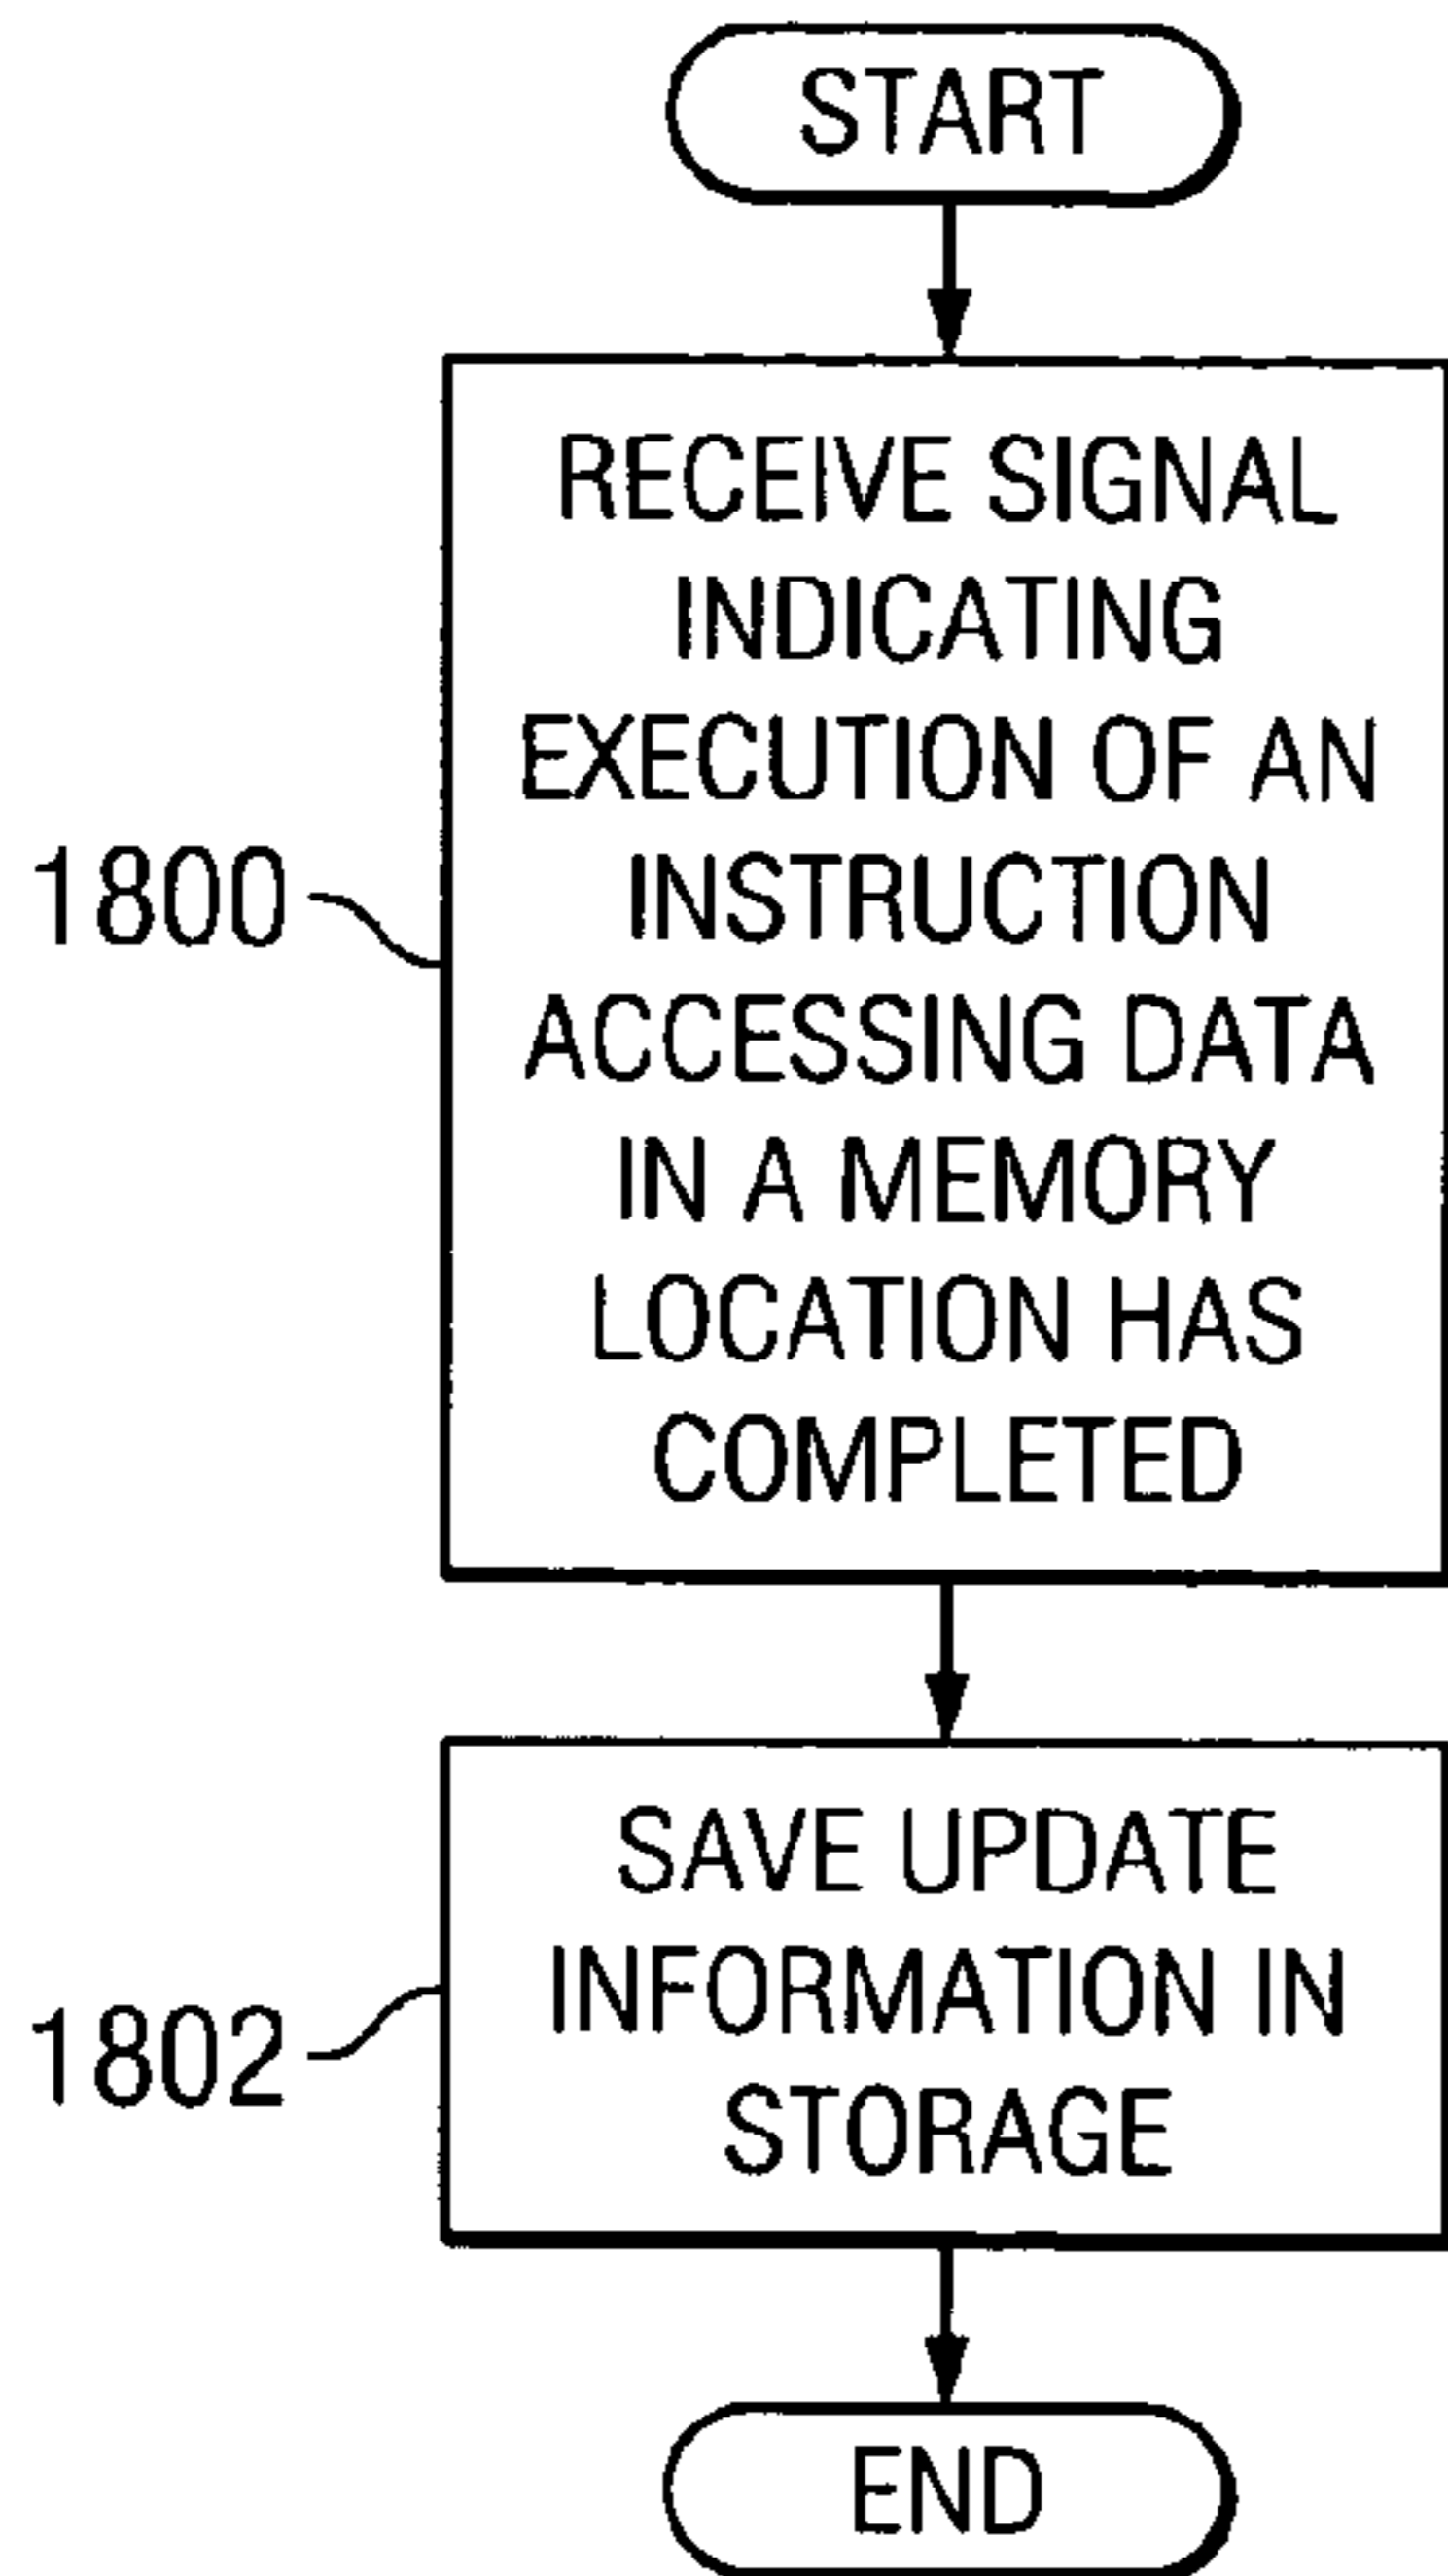 START
RECEIVE SIGNAL
INDICATING
EXECUTION OF AN
INSTRUCTION
1800
ACCESSING DATA
IN A MEMORY
LOCATION HAS
COMPLETED
SAVE UPDATE
INFORMATION IN
1802
STORAGE
END